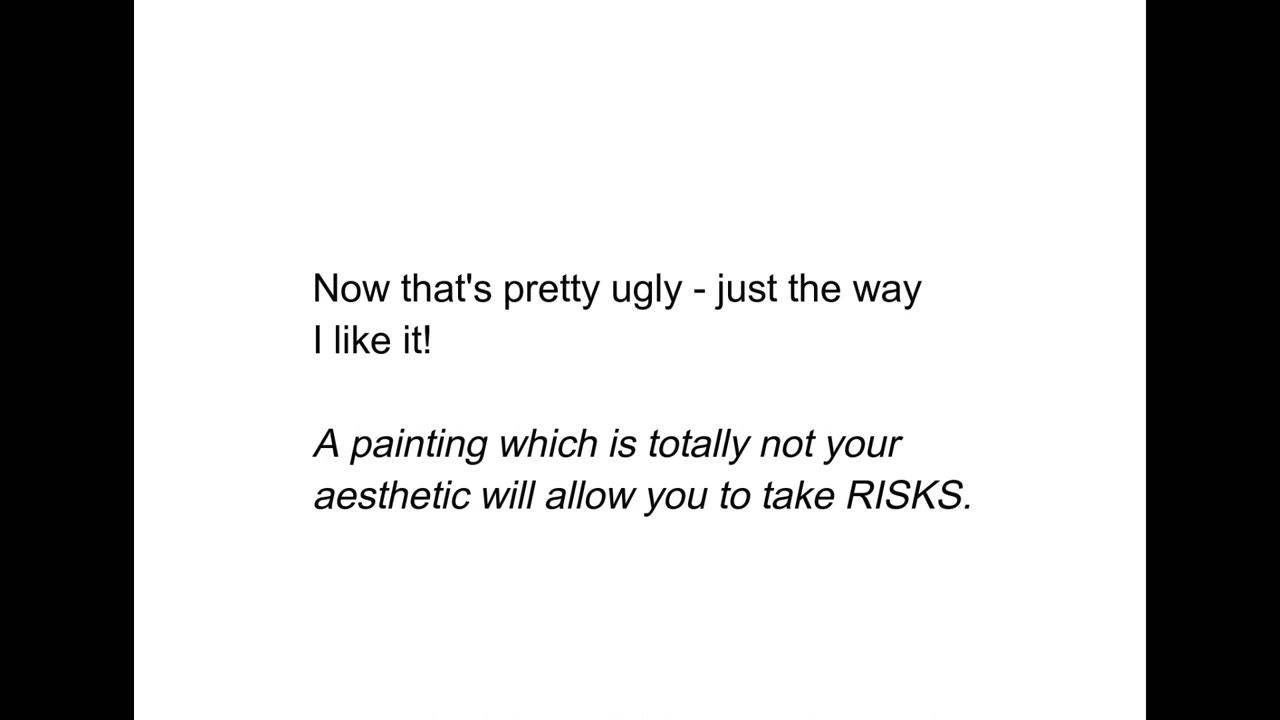 Now that's pretty ugly - just the way
I like it!
A painting which is totally not your
aesthetic will allow you to take RISKS.